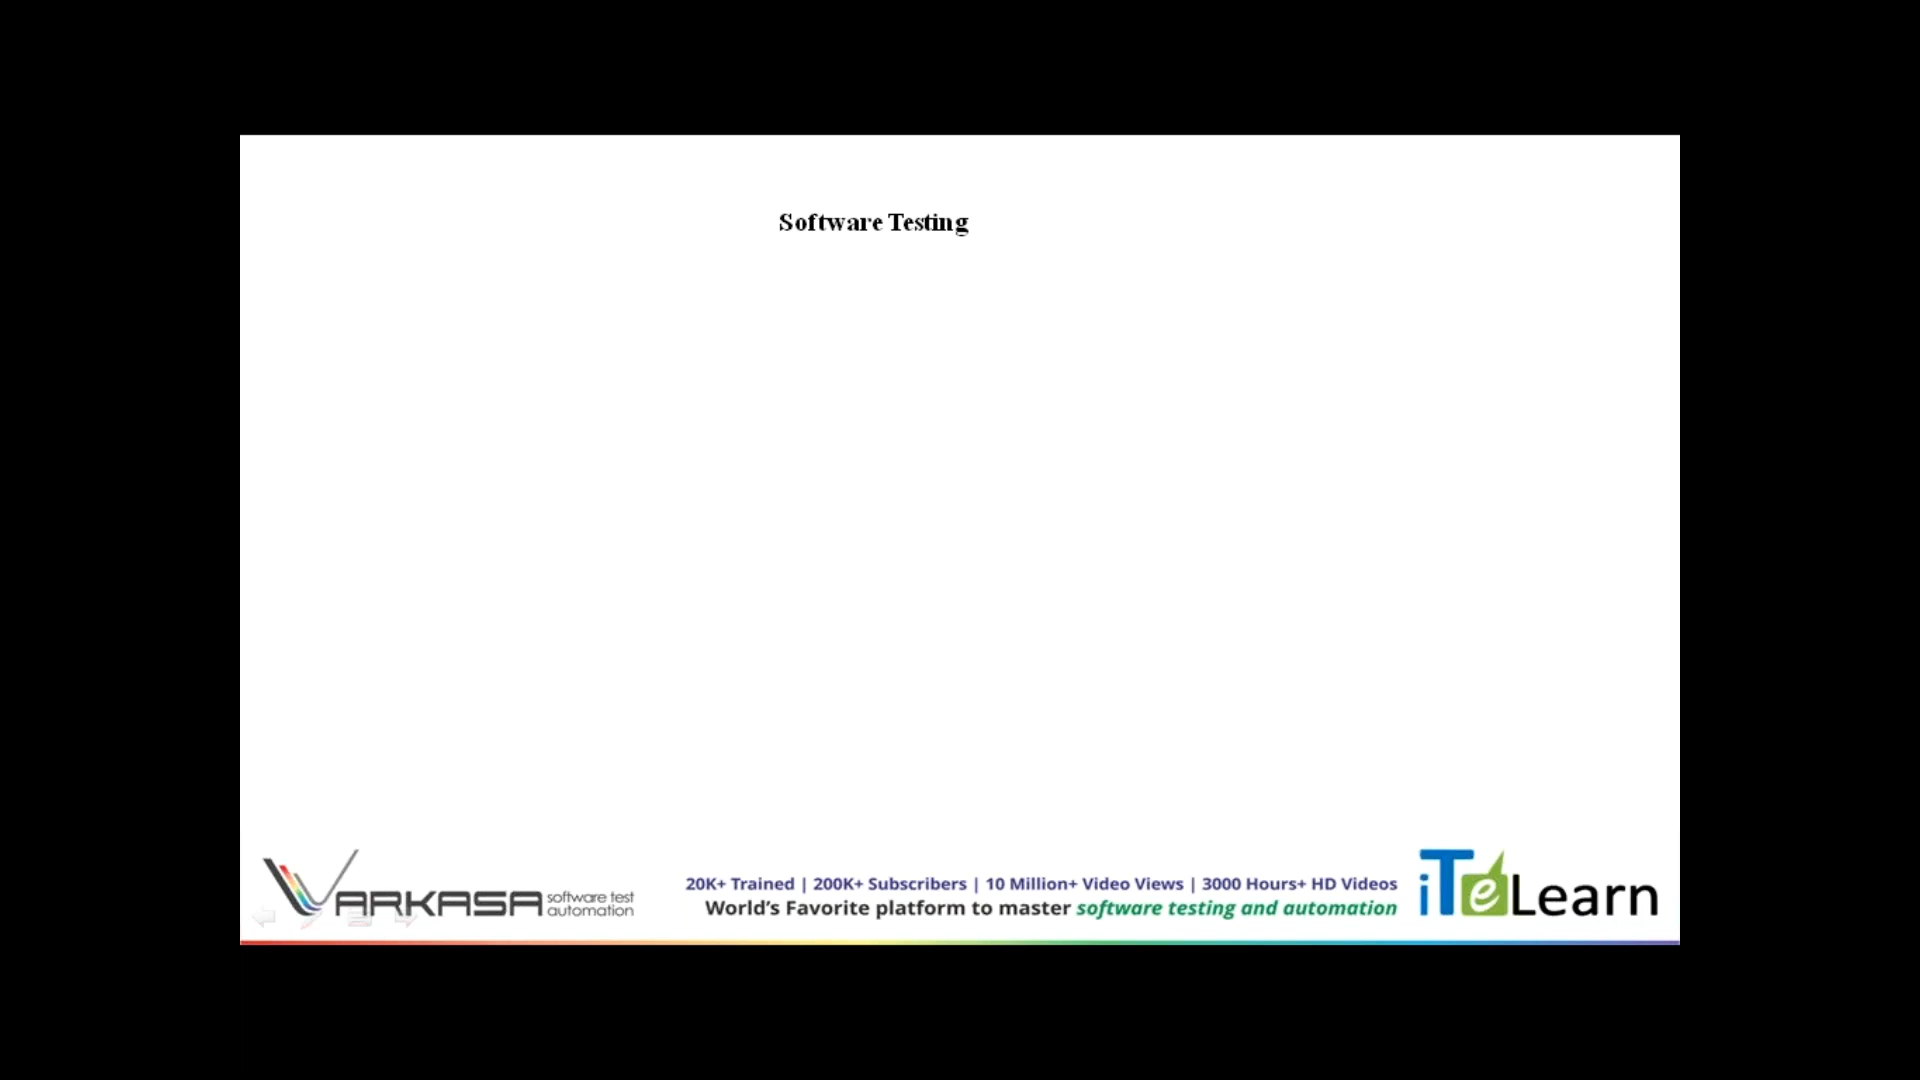 Software Testing
VARKASA software test automation
20K+ Trained | 200K+ Subscribers | 10 Million+ Video Views | 3000 Hours+ HD Videos
World's Favorite platform to master software testing and automation
iTeLearn